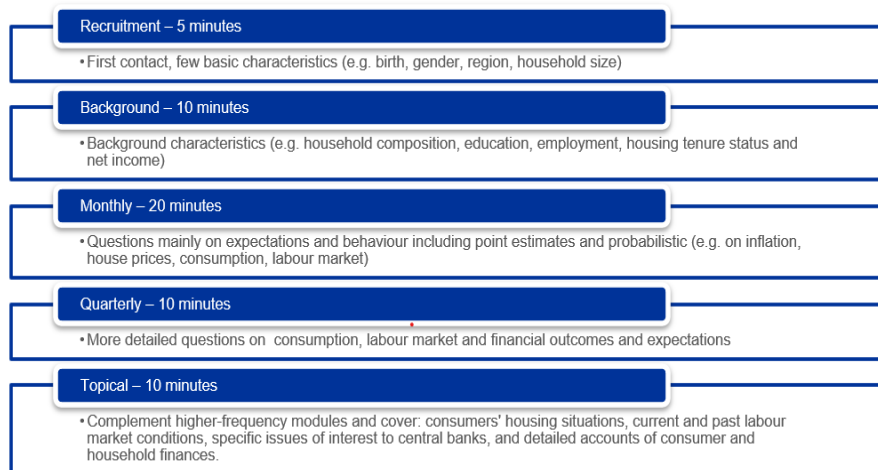 Recruitment – 5 minutes
•First contact, few basic characteristics (e.g. birth, gender, region, household size)
Background – 10 minutes
•Background characteristics (e.g. household composition, education, employment, housing tenure status and
net income)
Monthly – 20 minutes
•Questions mainly on expectations and behaviour including point estimates and probabilistic (e.g. on inflation,
house prices, consumption, labour market)
Quarterly – 10 minutes
•More detailed questions on  consumption, labour market and financial outcomes and expectations
Topical – 10 minutes
•Complement higher-frequency modules and cover: consumers' housing situations, current and past labour
market conditions, specific issues of interest to central banks, and detailed accounts of consumer and
household finances.